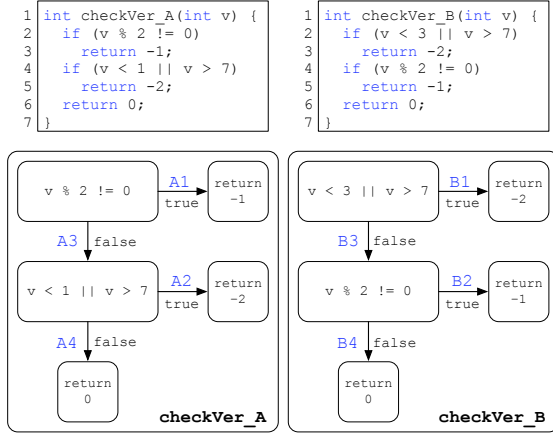 1 int checkVer_A(int v) {
2   if (v % 2 != 0)
3     return -1;
4   if (v < 1 || v > 7)
5     return -2;
6   return 0;
7 }
1 int checkVer_B(int v) {
2   if (v < 3 || v > 7)
3     return -2;
4   if (v % 2 != 0)
5     return -1;
6   return 0;
7 }
v % 2 != 0
A1
true
return
-1
A3 false
v < 1 || v > 7
A2
true
return
-2
A4 false
return
0
checkVer_A
v < 3 || v > 7
B1
true
return
-2
B3 false
v % 2 != 0
B2
true
return
-1
B4 false
return
0
checkVer_B